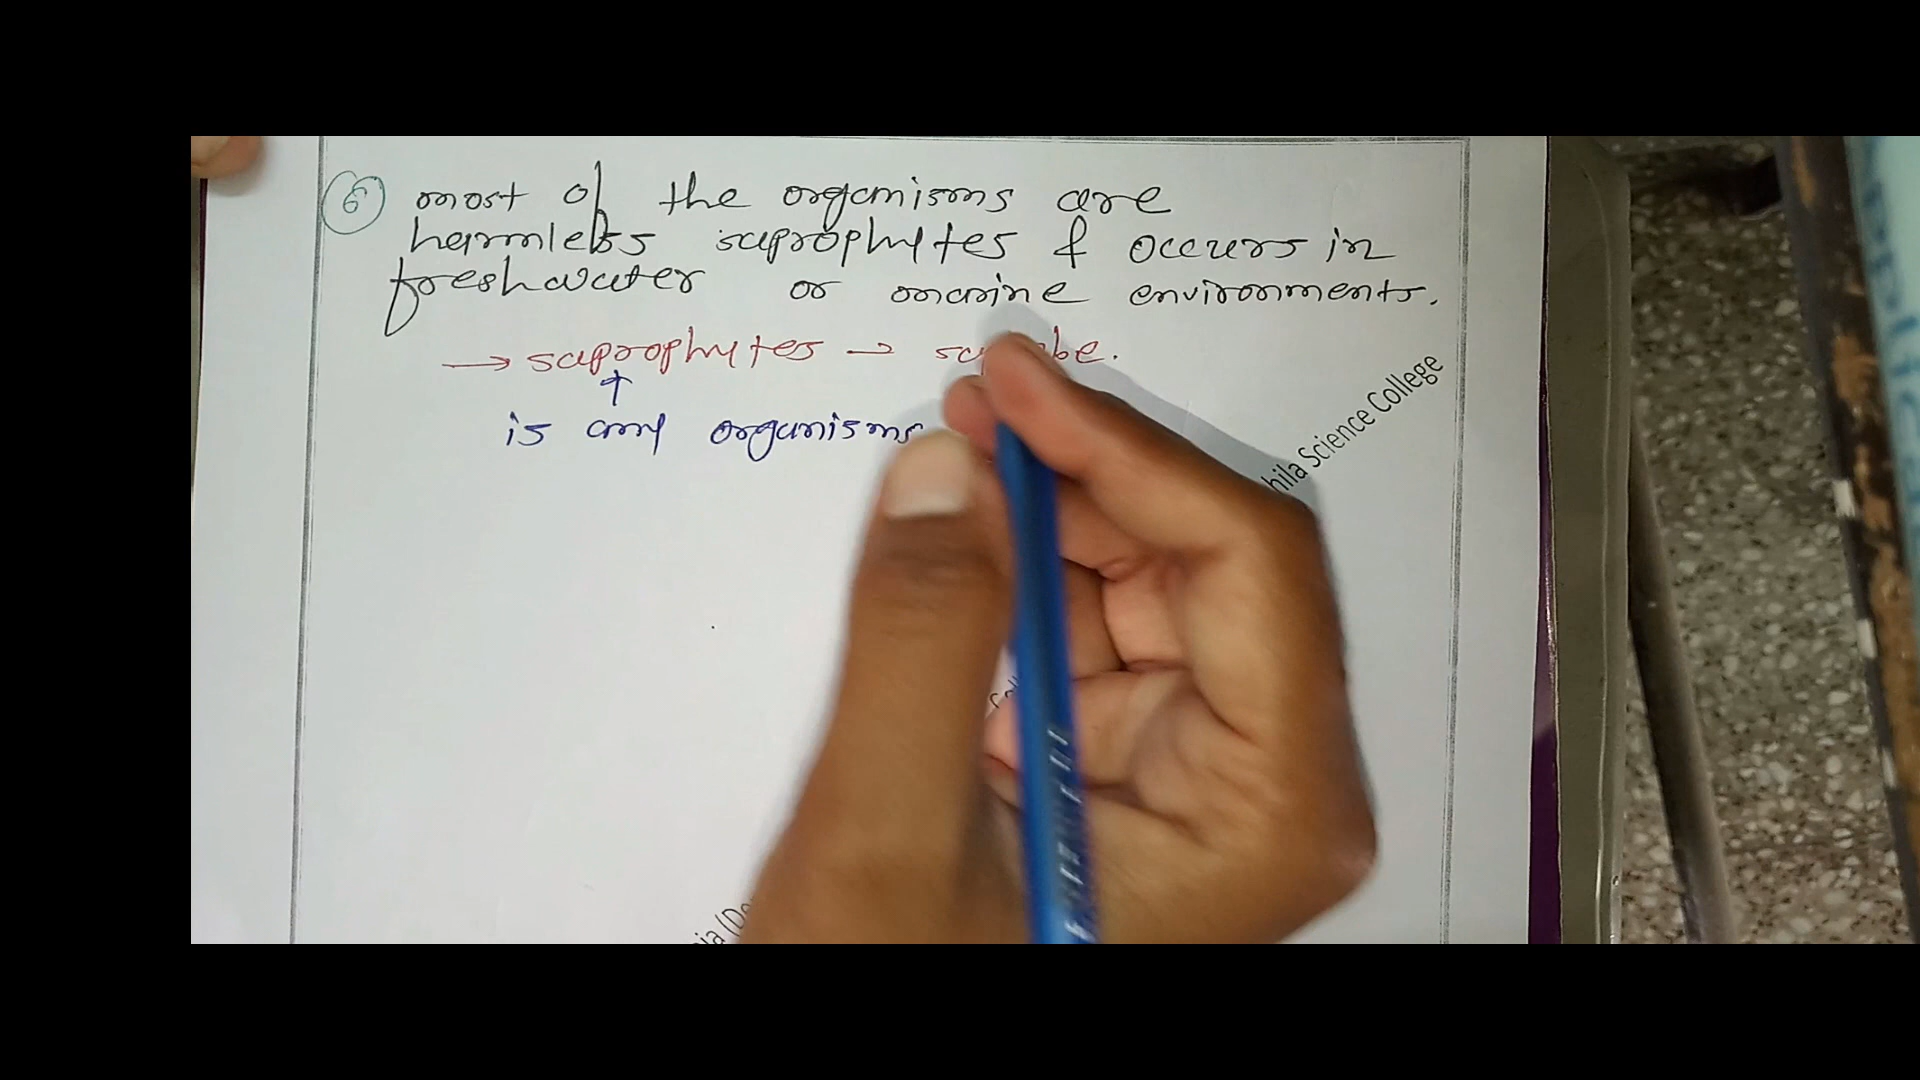 6 most of the organisms are
harmless saprophytes & occurs in
freshwater or marine environments.
→ saprophytes →
↑
is any organisms
hila Science College